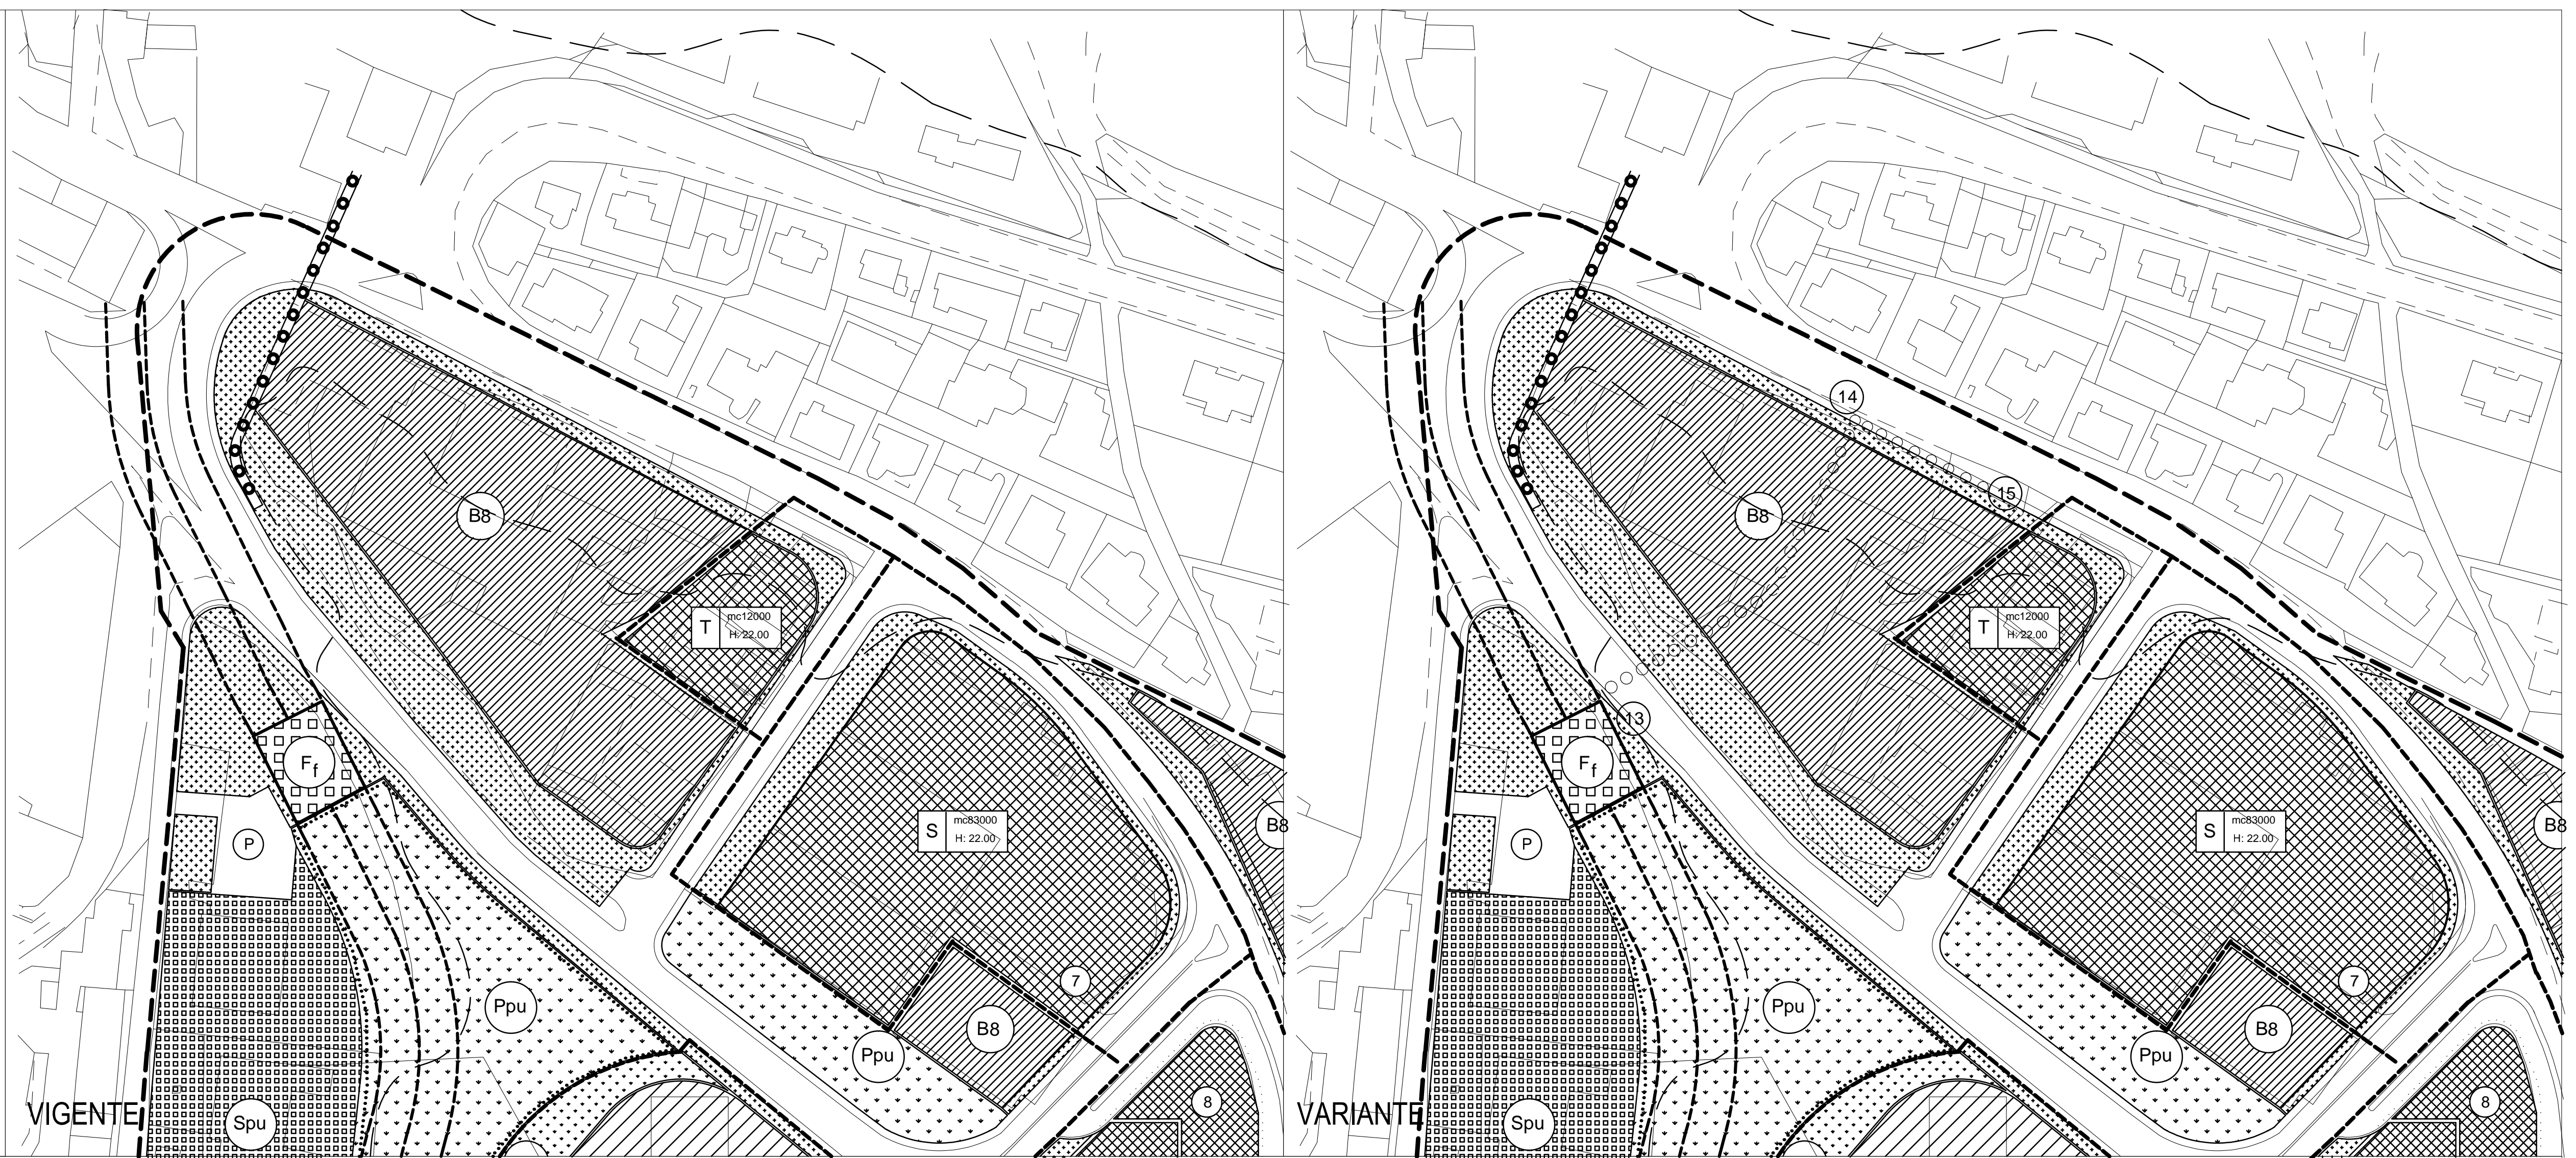 B8
T
mc12000
H: 22.00
Ff
P
S
mc83000
H: 22.00
B8
7
Ppu
B8
Ppu
8
Spu
VIGENTE
14
15
B8
T
mc12000
H: 22.00
13
Ff
P
S
mc83000
H: 22.00
B8
7
Ppu
B8
Ppu
8
Spu
VARIANTE